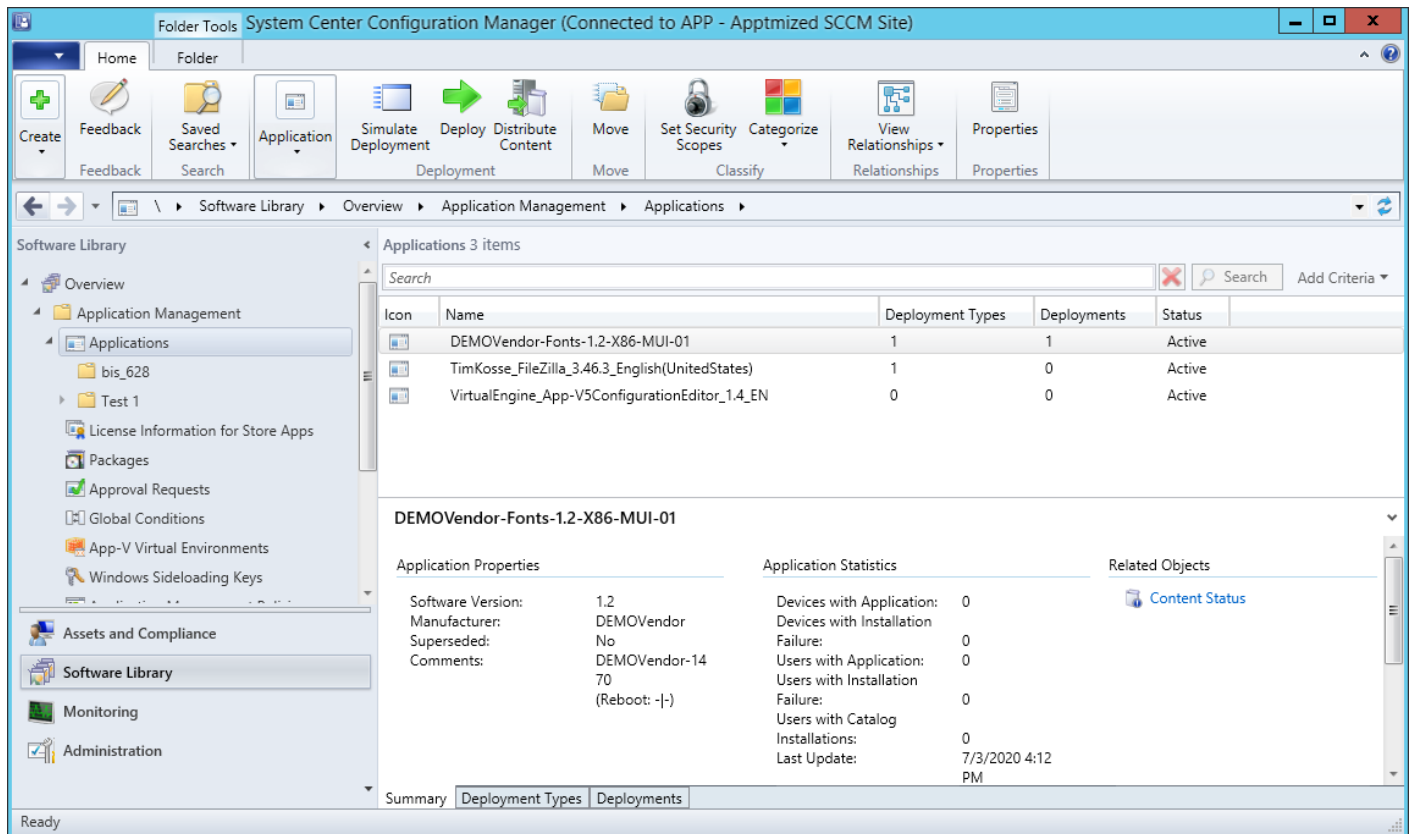 Folder Tools System Center Configuration Manager (Connected to APP - Apptmized SCCM Site)
Home Folder
Create
Feedback
Saved Searches
Application
Simulate Deployment
Deploy
Distribute Content
Move
Set Security Scopes
Categorize
View Relationships
Properties
Feedback Search Deployment Move Classify Relationships Properties
\ Software Library Overview Application Management Applications
Software Library
Overview
Application Management
Applications
bis_628
Test 1
License Information for Store Apps
Packages
Approval Requests
Global Conditions
App-V Virtual Environments
Windows Sideloading Keys
Assets and Compliance
Software Library
Monitoring
Administration
Applications 3 items
Search Search Add Criteria
Icon Name Deployment Types Deployments Status
DEMOVendor-Fonts-1.2-X86-MUI-01 1 1 Active
TimKosse_FileZilla_3.46.3_English(UnitedStates) 1 0 Active
VirtualEngine_App-V5ConfigurationEditor_1.4_EN 0 0 Active
DEMOVendor-Fonts-1.2-X86-MUI-01
Application Properties
Software Version: 1.2
Manufacturer: DEMOVendor
Superseded: No
Comments: DEMOVendor-14
70
(Reboot: -|-)
Application Statistics
Devices with Application: 0
Devices with Installation
Failure: 0
Users with Application: 0
Users with Installation
Failure: 0
Users with Catalog
Installations: 0
Last Update: 7/3/2020 4:12
PM
Related Objects
Content Status
Summary Deployment Types Deployments
Ready